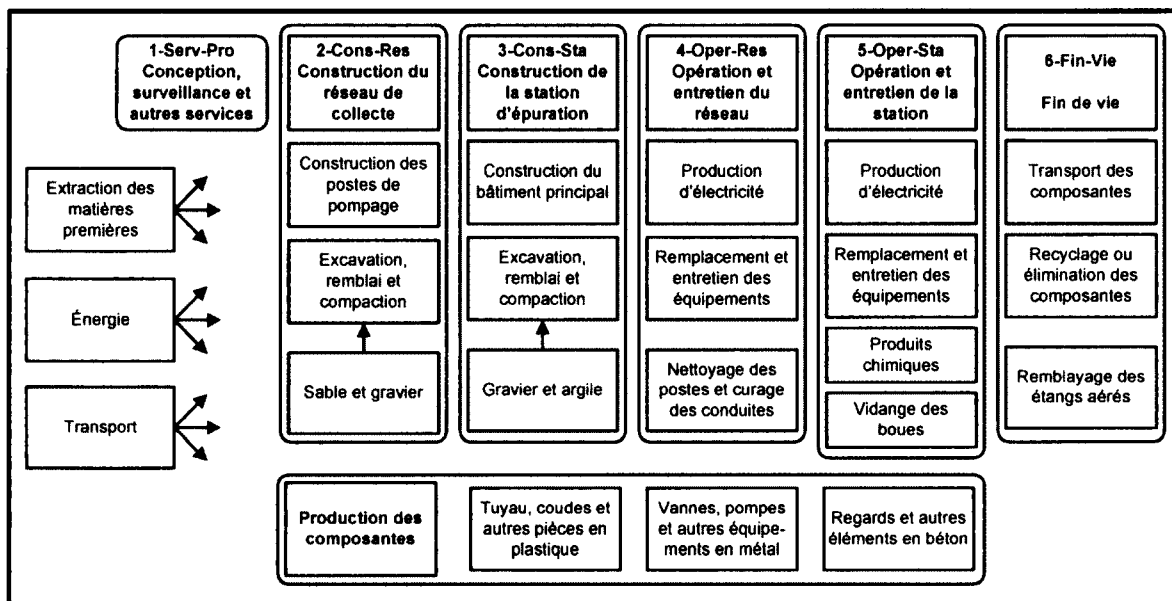 1-Serv-Pro
Conception,
surveillance et
autres services
2-Cons-Res
Construction du
réseau de
collecte
3-Cons-Sta
Construction de
la station
d'épuration
4-Oper-Res
Opération et
entretien du
réseau
5-Oper-Sta
Opération et
entretien de la
station
6-Fin-Vie
Fin de vie
Extraction des
matières
premières
Énergie
Transport
Construction des
postes de
pompage
Excavation,
remblai et
compaction
Sable et gravier
Construction du
bâtiment principal
Excavation,
remblai et
compaction
Gravier et argile
Production
d'électricité
Remplacement et
entretien des
équipements
Nettoyage des
postes et curage
des conduites
Production
d'électricité
Remplacement et
entretien des
équipements
Produits
chimiques
Vidange des
boues
Transport des
composantes
Recyclage ou
élimination des
composantes
Remblayage des
étangs aérés
Production des
composantes
Tuyau, coudes et
autres pièces en
plastique
Vannes, pompes
et autres équipe-
ments en métal
Regards et autres
éléments en béton